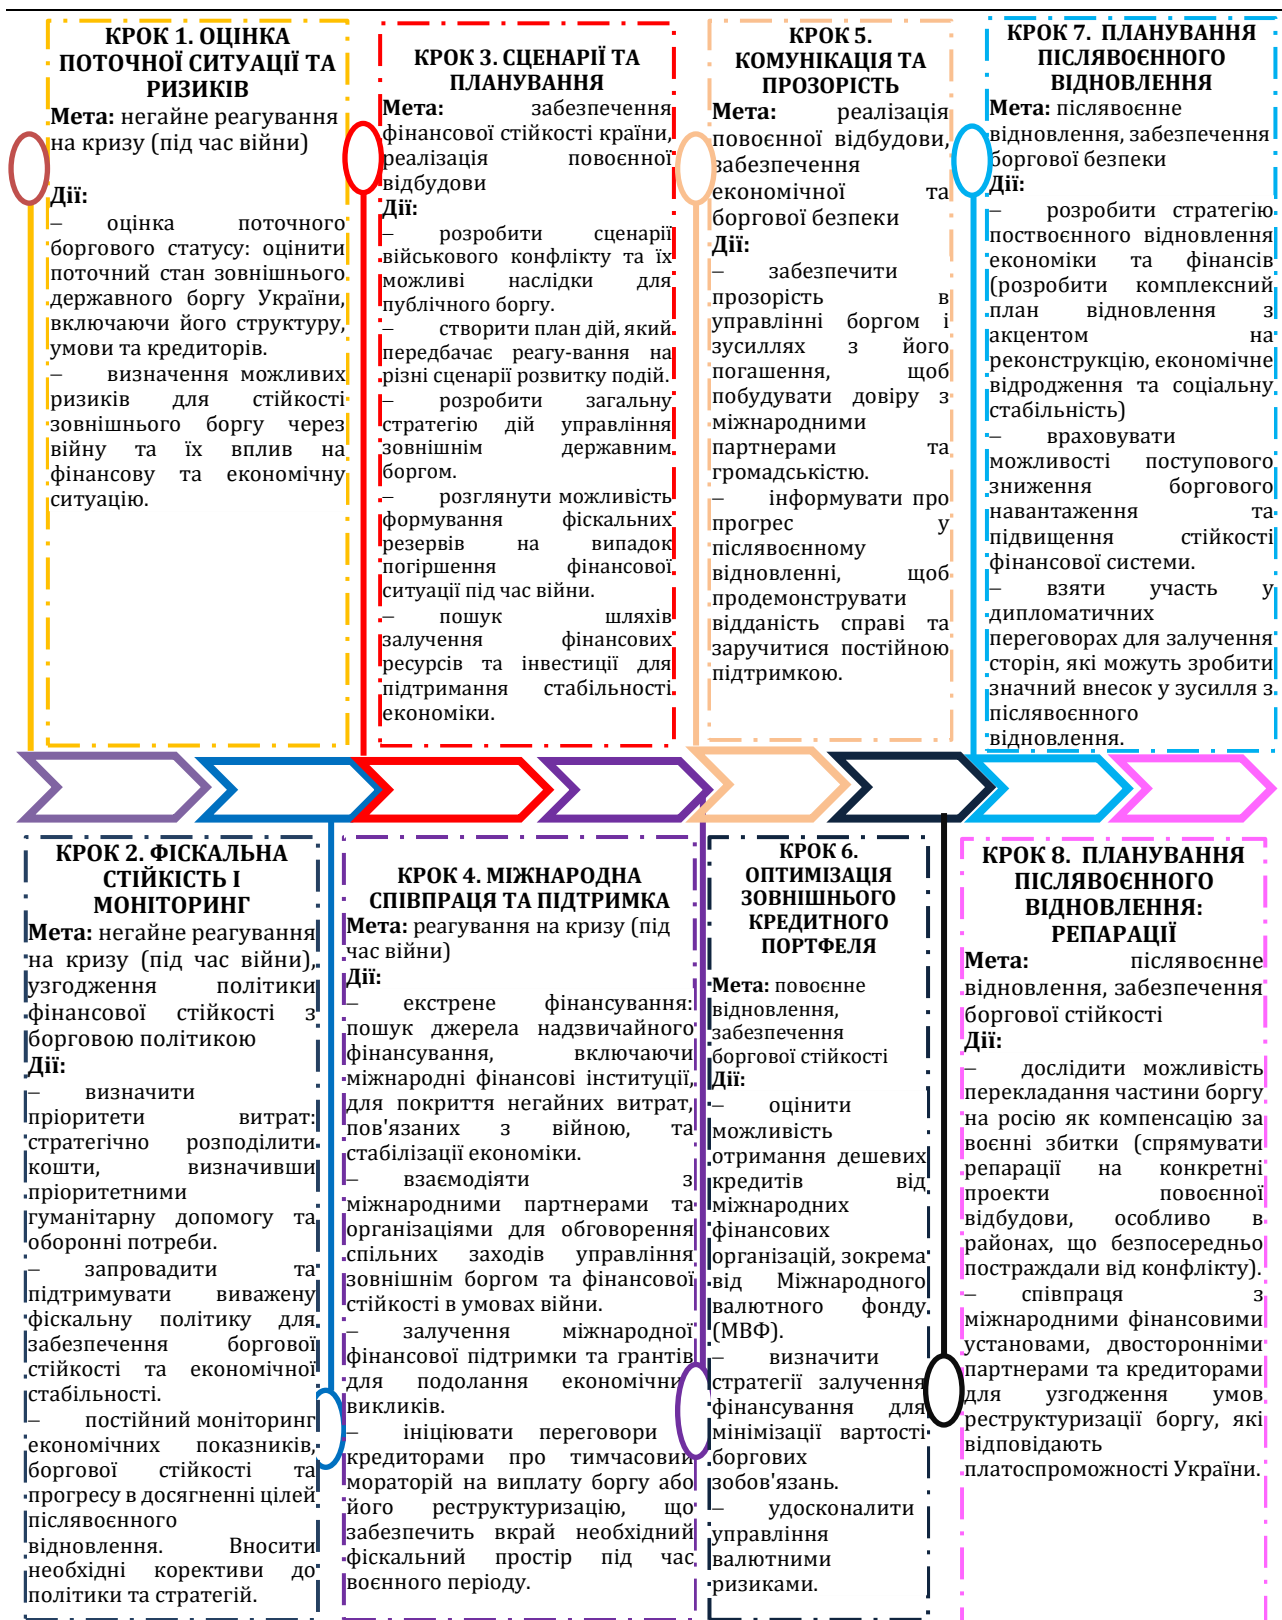 КРОК 1. ОЦІНКА
ПОТОЧНОЇ СИТУАЦІЇ ТА
РИЗИКІВ
Мета: негайне реагування
на кризу (під час війни)
Дії:
– оцінка поточного
боргового статусу: оцінити
поточний стан зовнішнього
державного боргу України,
включаючи його структуру,
умови та кредиторів.
– визначення можливих
ризиків для стійкості
зовнішнього боргу через
війну та їх вплив на
фінансову та економічну
ситуацію.
КРОК 3. СЦЕНАРІЇ ТА
ПЛАНУВАННЯ
Мета: забезпечення
фінансової стійкості країни,
реалізація повоєнної
відбудови
Дії:
– розробити сценарії
військового конфлікту та їх
можливі наслідки для
публічного боргу.
– створити план дій, який
передбачає реагу-вання на
різні сценарії розвитку подій.
– розробити загальну
стратегію дій управління
зовнішнім державним
боргом.
– розглянути можливість
формування фіскальних
резервів на випадок
погіршення фінансової
ситуації під час війни.
– пошук шляхів
залучення фінансових
ресурсів та інвестиції для
підтримання стабільності
економіки.
КРОК 5.
КОМУНІКАЦІЯ ТА
ПРОЗОРІСТЬ
Мета: реалізація
повоєнної відбудови,
забезпечення
економічної та
боргової безпеки
Дії:
– забезпечити
прозорість в
управлінні боргом і
зусиллях з його
погашення, щоб
побудувати довіру з
міжнародними
партнерами та
громадськістю.
– інформувати про
прогрес у
післявоєнному
відновленні, щоб
продемонструвати
відданість справі та
заручитися постійною
підтримкою.
КРОК 7. ПЛАНУВАННЯ
ПІСЛЯВОЄННОГО
ВІДНОВЛЕННЯ
Мета: післявоєнне
відновлення, забезпечення
боргової безпеки
Дії:
– розробити стратегію
поствоєнного відновлення
економіки та фінансів
(розробити комплексний
план відновлення з
акцентом на
реконструкцію, економічне
відродження та соціальну
стабільність)
– враховувати
можливості поступового
зниження боргового
навантаження та
підвищення стійкості
фінансової системи.
– взяти участь у
дипломатичних
переговорах для залучення
сторін, які можуть зробити
значний внесок у зусилля з
післявоєнного
відновлення.
КРОК 2. ФІСКАЛЬНА
СТІЙКІСТЬ І
МОНІТОРИНГ
Мета: негайне реагування
на кризу (під час війни),
узгодження політики
фінансової стійкості з
борговою політикою
Дії:
– визначити
пріоритети витрат:
стратегічно розподілити
кошти, визначивши
пріоритетними
гуманітарну допомогу та
оборонні потреби.
– запровадити та
підтримувати виважену
фіскальну політику для
забезпечення боргової
стійкості та економічної
стабільності.
– постійний моніторинг
економічних показників,
боргової стійкості та
прогресу в досягненні цілей
післявоєнного
відновлення. Вносити
необхідні корективи до
політики та стратегій.
КРОК 4. МІЖНАРОДНА
СПІВПРАЦЯ ТА ПІДТРИМКА
Мета: реагування на кризу (під
час війни)
Дії:
– екстрене фінансування:
пошук джерела надзвичайного
фінансування, включаючи
міжнародні фінансові інституції,
для покриття негайних витрат,
пов'язаних з війною, та
стабілізації економіки.
– взаємодіяти з
міжнародними партнерами та
організаціями для обговорення
спільних заходів управління
зовнішнім боргом та фінансової
стійкості в умовах війни.
– залучення міжнародної
фінансової підтримки та грантів
для подолання економічни
викликів.
– ініціювати переговори
кредиторами про тимчасовий
мораторій на виплату боргу або
його реструктуризацію, що
забезпечить вкрай необхідний
фіскальний простір під час
воєнного періоду.
КРОК 6.
ОПТИМІЗАЦІЯ
ЗОВНІШНЬОГО
КРЕДИТНОГО
ПОРТФЕЛЯ
Мета: повоєнне
відновлення,
забезпечення
боргової стійкості
Дії:
– оцінити
можливість
отримання дешевих
кредитів від
міжнародних
фінансових
організацій, зокрема
від Міжнародного
валютного фонду
(МВФ).
– визначити
стратегії залучення
фінансування для
мінімізації вартості
боргових
зобов'язань.
– удосконалити
управління
валютними
ризиками.
КРОК 8. ПЛАНУВАННЯ
ПІСЛЯВОЄННОГО
ВІДНОВЛЕННЯ:
РЕПАРАЦІЇ
Мета: післявоєнне
відновлення, забезпечення
боргової стійкості
Дії:
– дослідити можливість
перекладання частини боргу
на росію як компенсацію за
воєнні збитки (спрямувати
репарації на конкретні
проекти повоєнної
відбудови, особливо в
районах, що безпосередньо
постраждали від конфлікту).
– співпраця з
міжнародними фінансовими
установами, двосторонніми
партнерами та кредиторами
для узгодження умов
реструктуризації боргу, які
відповідають
платоспроможності України.